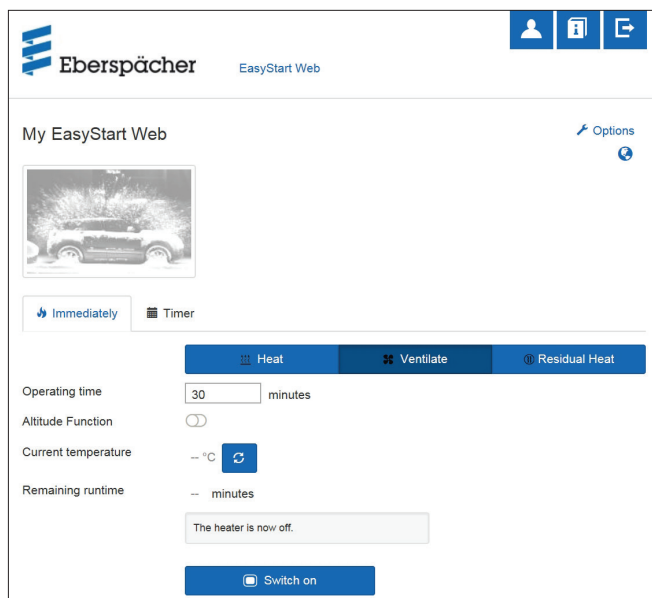 Eberspächer
EasyStart Web
My EasyStart Web
Options
Immediately
Timer
Heat
Ventilate
Residual Heat
Operating time
30 minutes
Altitude Function
Current temperature
-- °C
Remaining runtime
-- minutes
The heater is now off.
Switch on